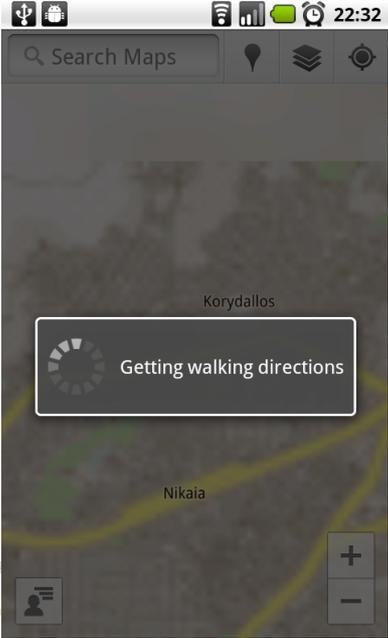 22:32
Search Maps
Korydallos
Getting walking directions
Nikaia
+
−